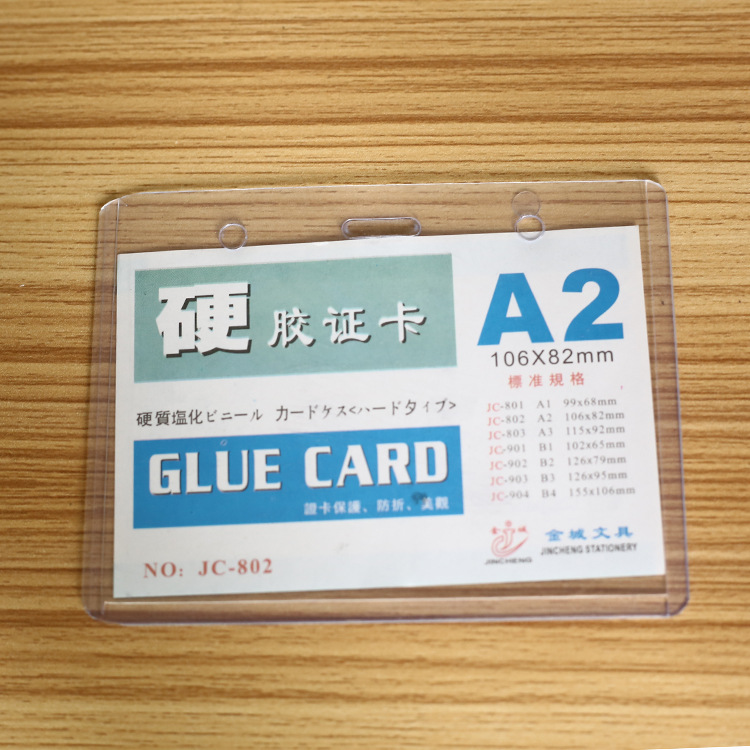 硬胶证卡
硬質塩化ビニール カードケス<ハードタイプ>
GLUE CARD
證卡保護、防折、美觀
NO: JC-802
A2
106X82mm
標准規格
JC-801 A1 99x68mm
JC-802 A2 106x82mm
JC-803 A3 115x92mm
JC-901 B1 102x65mm
JC-902 B2 126x79mm
JC-903 B3 126x95mm
JC-904 B4 155x106mm
金城
JINCHENG
金城文具
JINCHENG STATIONERY